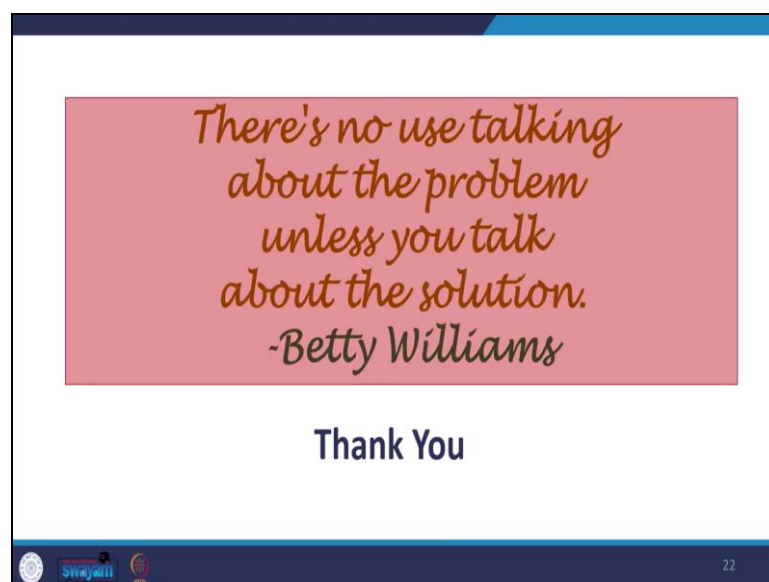 There's no use talking
about the problem
unless you talk
about the solution.
-Betty Williams
Thank You
swayam
22